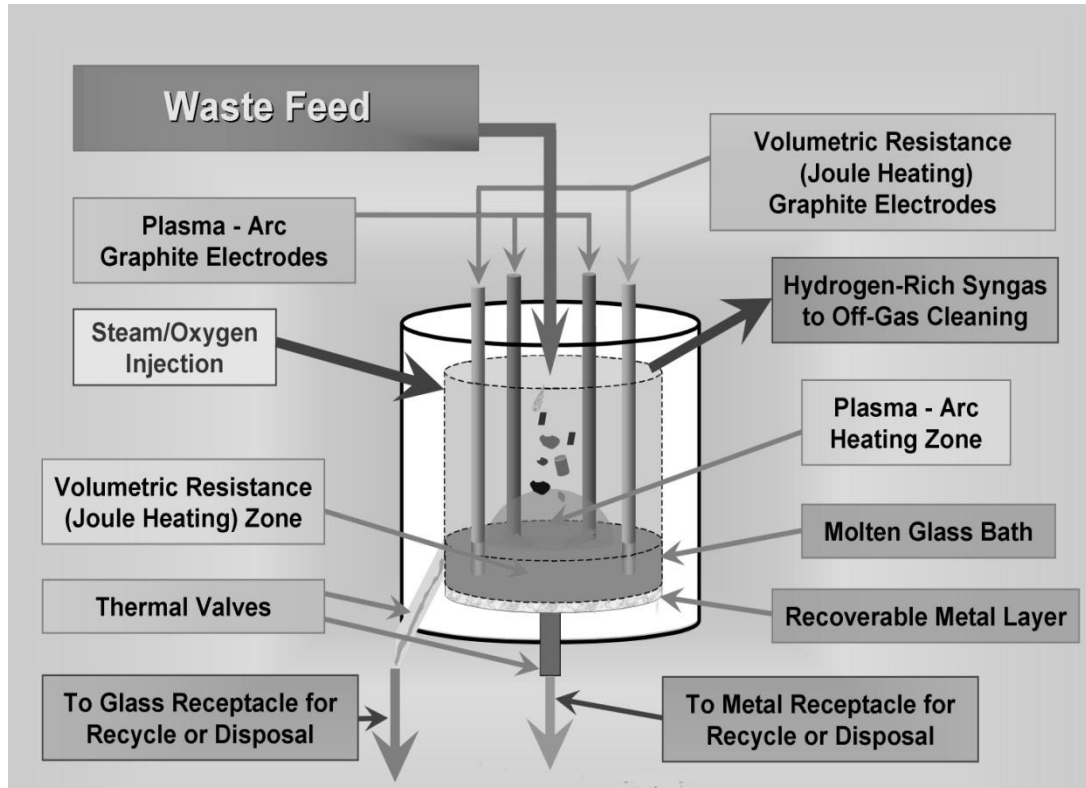 Waste Feed
Volumetric Resistance
(Joule Heating)
Graphite Electrodes
Plasma - Arc
Graphite Electrodes
Hydrogen-Rich Syngas
to Off-Gas Cleaning
Steam/Oxygen
Injection
Plasma - Arc
Heating Zone
Volumetric Resistance
(Joule Heating) Zone
Molten Glass Bath
Thermal Valves
Recoverable Metal Layer
To Glass Receptacle for
Recycle or Disposal
To Metal Receptacle for
Recycle or Disposal